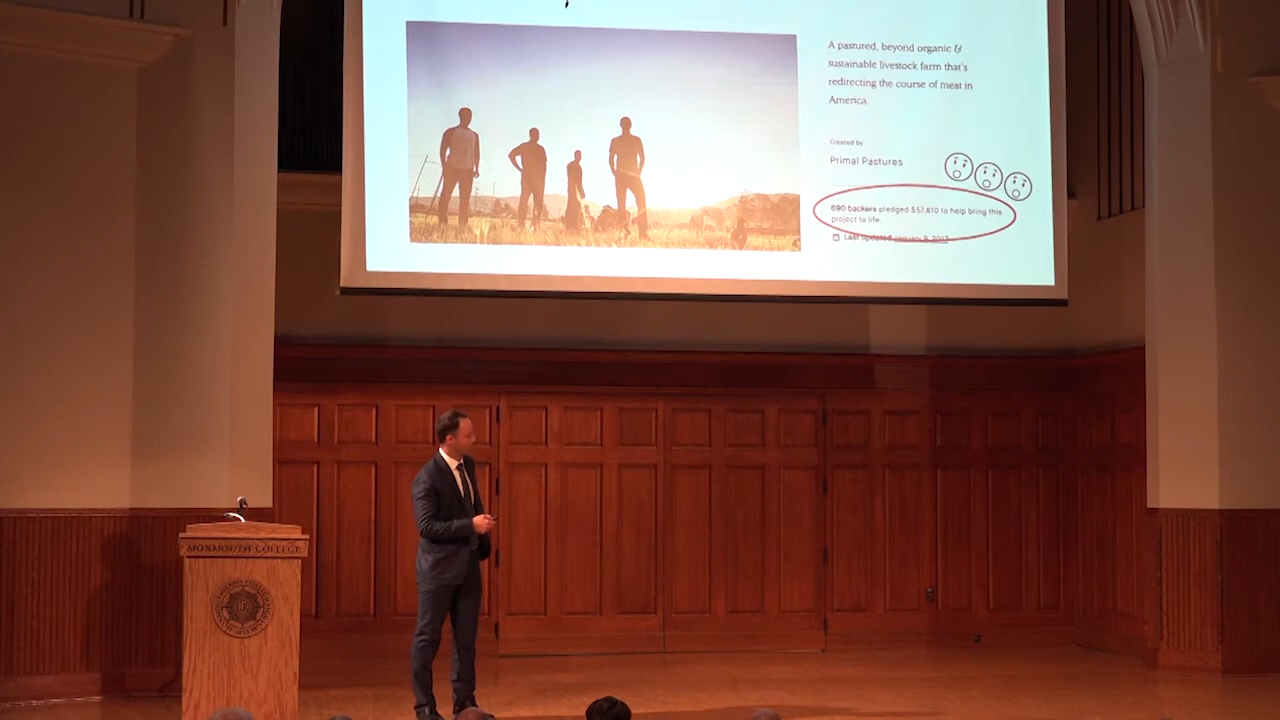 A pastured, beyond organic &
sustainable livestock farm that's
redirecting the course of meat in
America.
Created by
Primal Pastures
690 backers pledged $57,810 to help bring this
project to life.
Last updated January 9, 2017
MONMOUTH COLLEGE